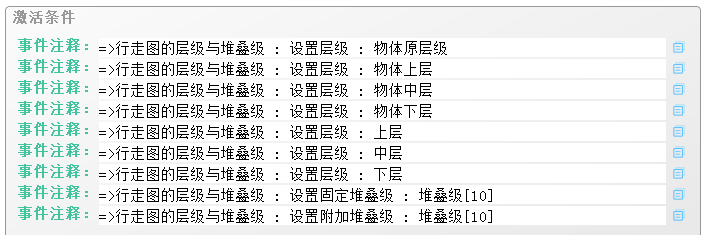 激活条件
事件注释：=>行走图的层级与堆叠级 : 设置层级 : 物体原层级
事件注释：=>行走图的层级与堆叠级 : 设置层级 : 物体上层
事件注释：=>行走图的层级与堆叠级 : 设置层级 : 物体中层
事件注释：=>行走图的层级与堆叠级 : 设置层级 : 物体下层
事件注释：=>行走图的层级与堆叠级 : 设置层级 : 上层
事件注释：=>行走图的层级与堆叠级 : 设置层级 : 中层
事件注释：=>行走图的层级与堆叠级 : 设置层级 : 下层
事件注释：=>行走图的层级与堆叠级 : 设置固定堆叠级 : 堆叠级[10]
事件注释：=>行走图的层级与堆叠级 : 设置附加堆叠级 : 堆叠级[10]